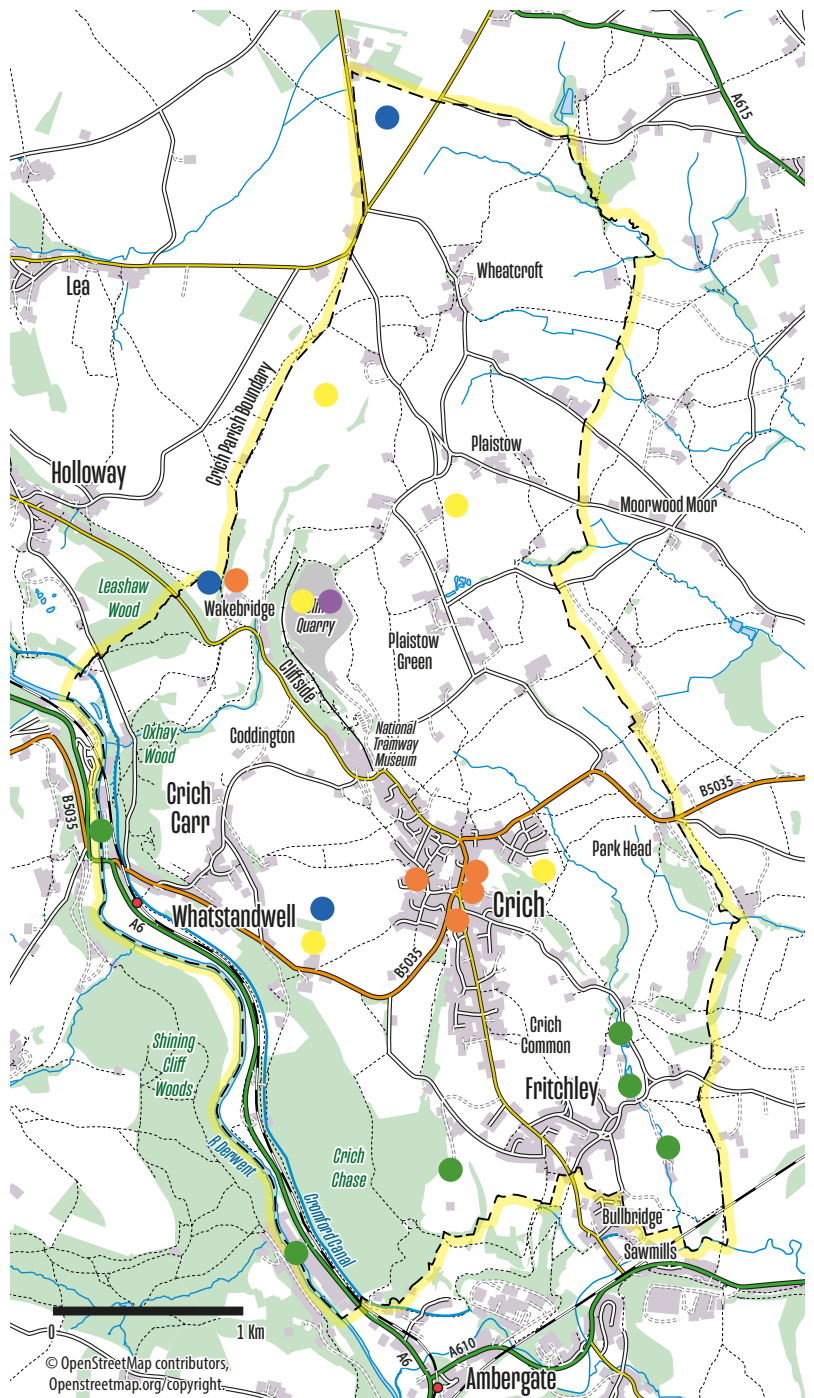 A615
Wheatcroft
Lea
Crich Parish Boundary
Plaistow
Holloway
Moorwood Moor
Leashaw
Wood
Wakebridge
Quarry
Plaistow
Green
Cliffside
National
Tramway
Museum
Coddington
Oxhay
Wood
B5035
Crich
Carr
B5035
Park Head
Whatstandwell
Crich
A6
B5035
Crich
Common
Shining
Cliff
Woods
Fritchley
R Derwent
Crich
Chase
Cromford Canal
Bullbridge
Sawmills
0 1 Km
A610
A6
Ambergate
© OpenStreetMap contributors,
Openstreetmap.org/copyright.